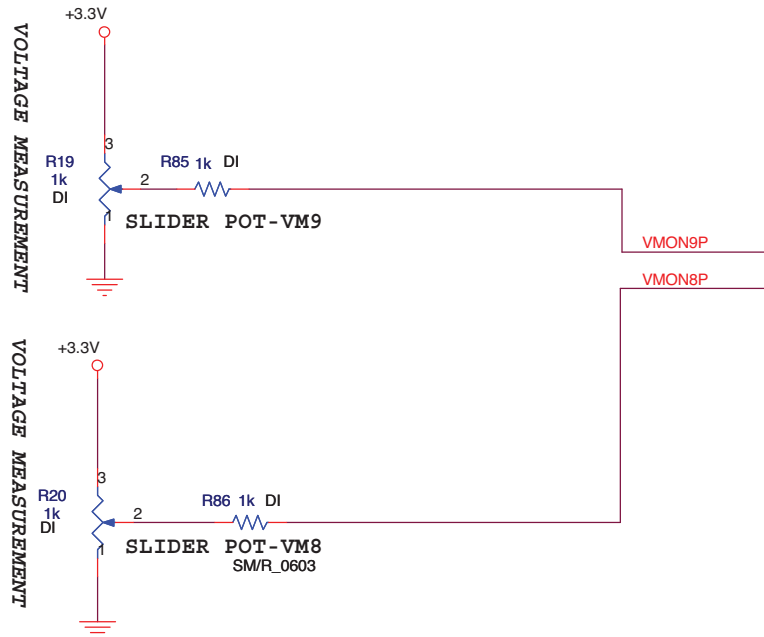 +3.3V
VOLTAGE MEASUREMENT
3
R19
1k
DI
2
R85 1k DI
1
SLIDER POT-VM9
VMON9P
VMON8P
+3.3V
VOLTAGE MEASUREMENT
3
R20
1k
DI
2
R86 1k DI
1
SLIDER POT-VM8
SM/R_0603